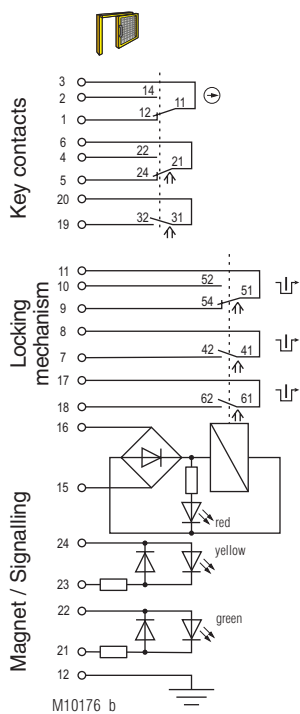 Key contacts
3
2 14
11
1 12
6
4 22
21
5 24
20
19 32 31
Locking
mechanism
11
10 52
51
9 54
8
7 42 41
17
18 62 61
Magnet / Signalling
16
15
red
24
yellow
23
22
green
21
12
M10176_b